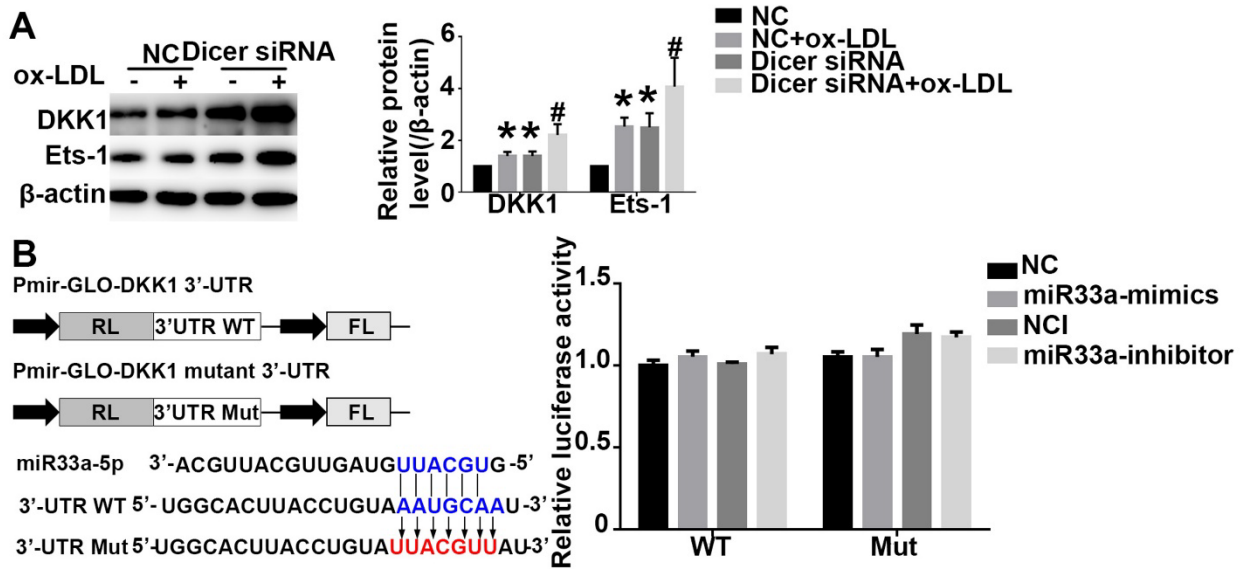 A
NC Dicer siRNA
ox-LDL - + - +
DKK1
Ets-1
β-actin
Relative protein
level(/β-actin)
6
4
2
0
** #
** #
DKK1 Ets-1
NC
NC+ox-LDL
Dicer siRNA
Dicer siRNA+ox-LDL
B
Pmir-GLO-DKK1 3’-UTR
RL 3’UTR WT FL
Pmir-GLO-DKK1 mutant 3’-UTR
RL 3’UTR Mut FL
miR33a-5p 3’-ACGUUACGUUGAUGUUACGUG-5’
3’-UTR WT 5’-UGGCACUUACCUGUAAAUGCAAU-3’
3’-UTR Mut 5’-UGGCACUUACCUGUAUUACGUUAU-3’
Relative luciferase activity
1.5
1.0
0.5
0
WT Mut
NC
miR33a-mimics
NCI
miR33a-inhibitor